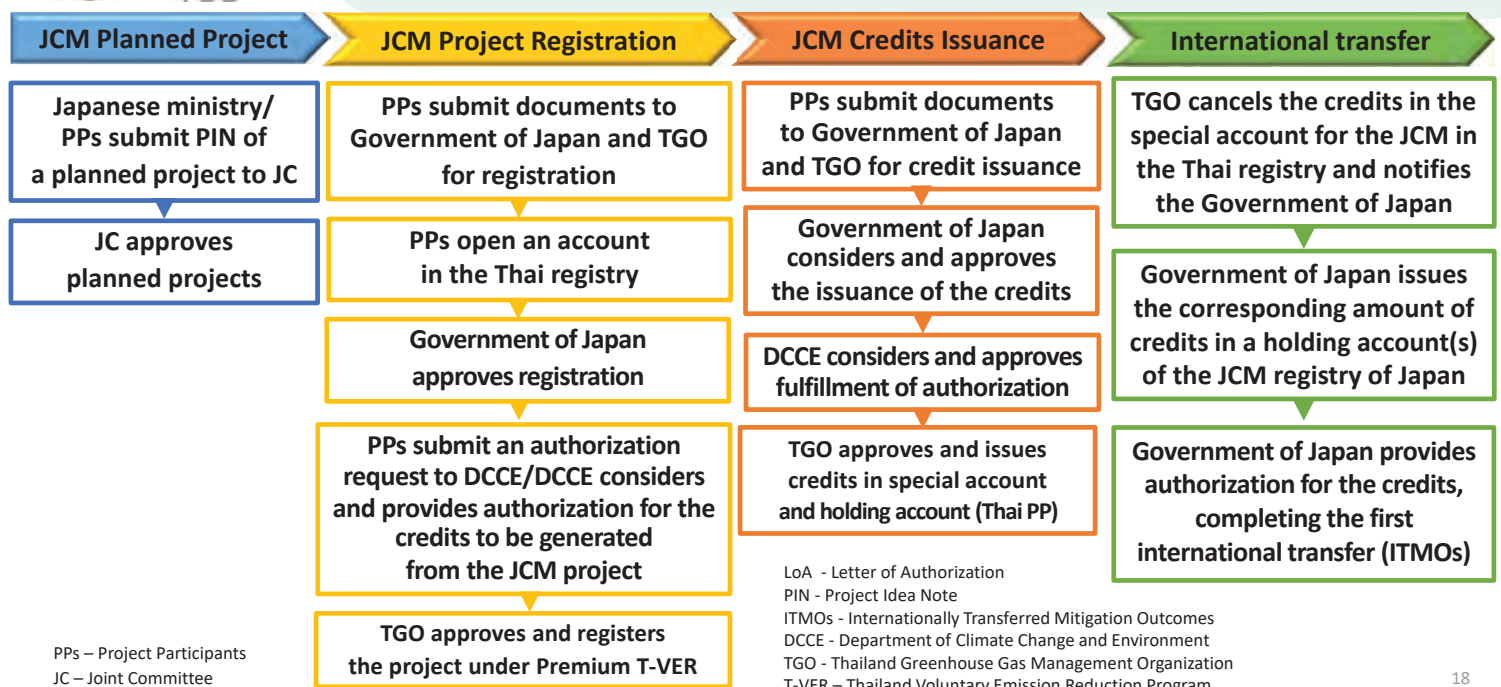 JCM Planned Project
JCM Project Registration
JCM Credits Issuance
International transfer
Japanese ministry/
PPs submit PIN of
a planned project to JC
JC approves
planned projects
PPs submit documents to
Government of Japan and TGO
for registration
PPs open an account
in the Thai registry
Government of Japan
approves registration
PPs submit an authorization
request to DCCE/DCCE considers
and provides authorization for the
credits to be generated
from the JCM project
TGO approves and registers
the project under Premium T-VER
PPs submit documents
to Government of Japan
and TGO for credit issuance
Government of Japan
considers and approves
the issuance of the credits
DCCE considers and approves
fulfillment of authorization
TGO approves and issues
credits in special account
and holding account (Thai PP)
TGO cancels the credits in the
special account for the JCM in
the Thai registry and notifies
the Government of Japan
Government of Japan issues
the corresponding amount of
credits in a holding account(s)
of the JCM registry of Japan
Government of Japan provides
authorization for the credits,
completing the first
international transfer (ITMOs)
PPs – Project Participants
JC – Joint Committee
LoA - Letter of Authorization
PIN - Project Idea Note
ITMOs - Internationally Transferred Mitigation Outcomes
DCCE - Department of Climate Change and Environment
TGO - Thailand Greenhouse Gas Management Organization
T-VER – Thailand Voluntary Emission Reduction Program
18